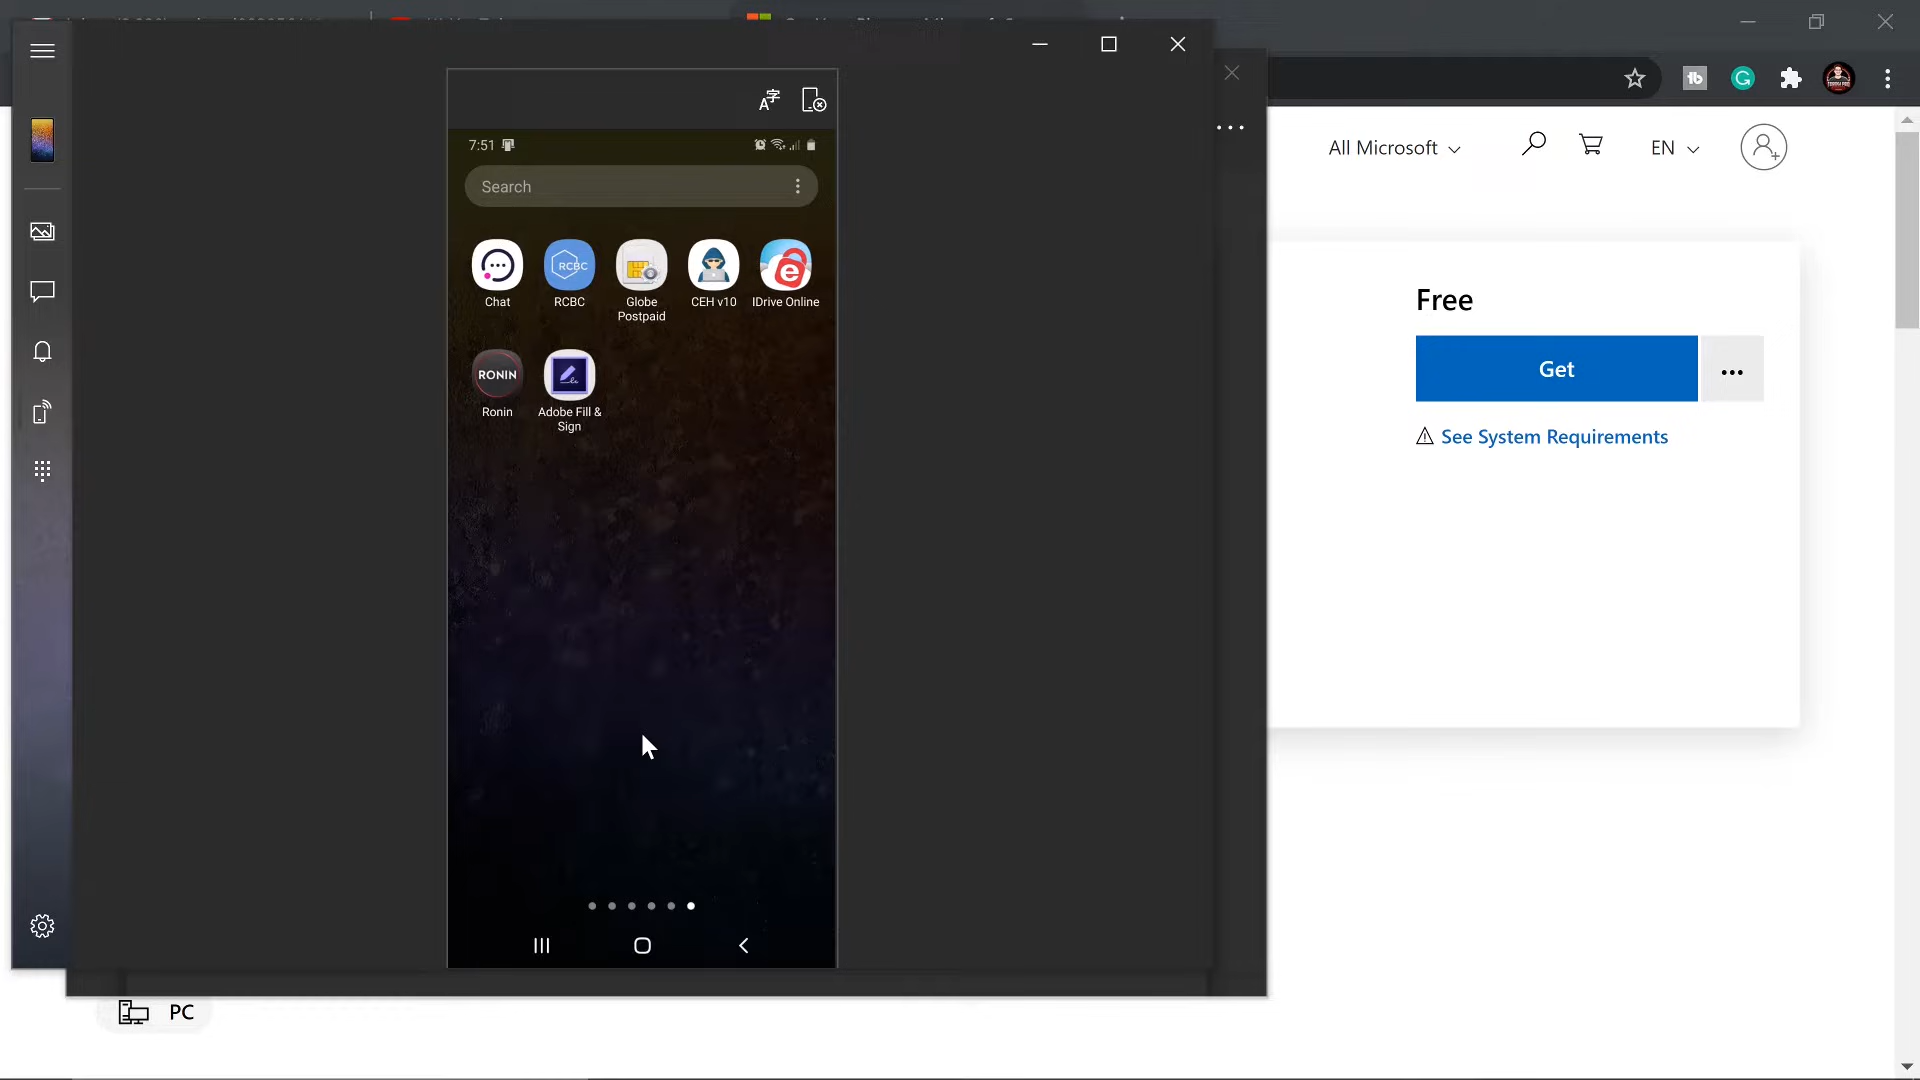 7:51
Search
Chat
RCBC
RCBC
Globe
Postpaid
CEH v10
IDrive Online
RONIN
Ronin
Adobe Fill &
Sign
All Microsoft
EN
Free
Get
See System Requirements
PC